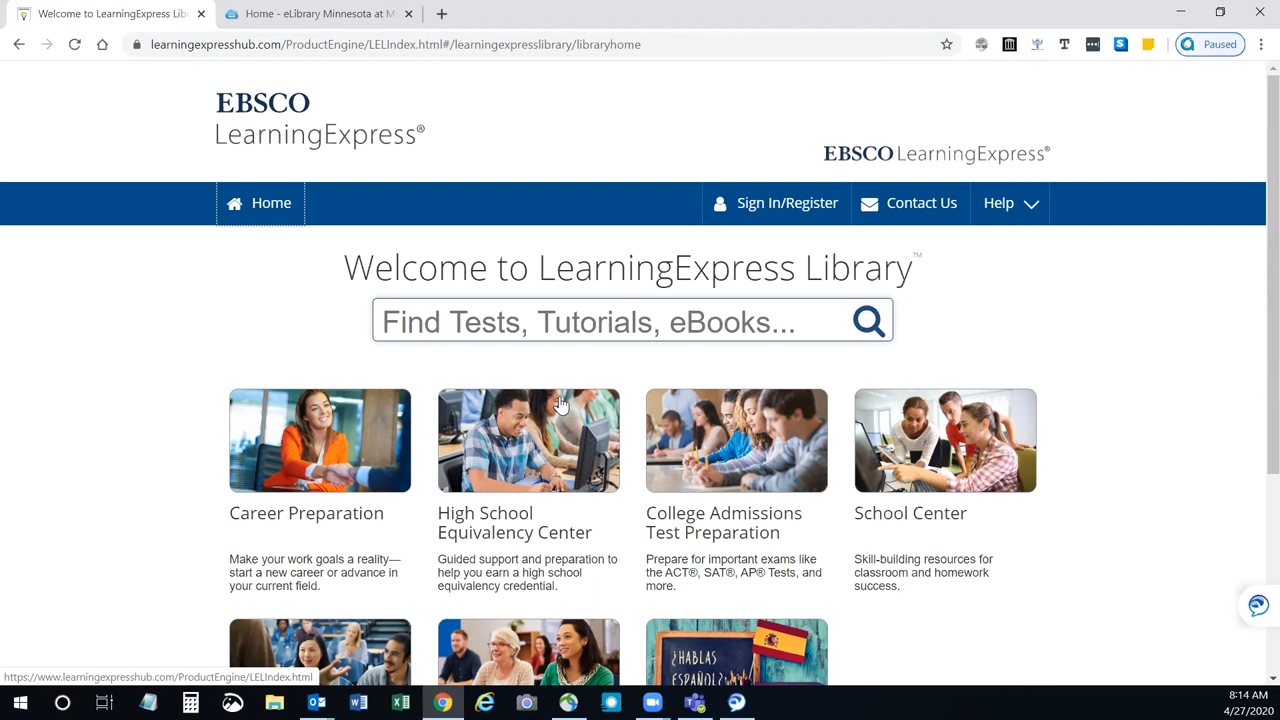 Welcome to LearningExpress Lib
Home - eLibrary Minnesota at M
learningexpresshub.com/ProductEngine/LELIndex.html#/learningexpresslibrary/libraryhome
Paused
EBSCO
LearningExpress®
EBSCO LearningExpress®
Home
Sign In/Register
Contact Us
Help
Welcome to LearningExpress Library™
Find Tests, Tutorials, eBooks...
Career Preparation
Make your work goals a reality—
start a new career or advance in
your current field.
High School
Equivalency Center
Guided support and preparation to
help you earn a high school
equivalency credential.
College Admissions
Test Preparation
Prepare for important exams like
the ACT®, SAT®, AP® Tests, and
more.
School Center
Skill-building resources for
classroom and homework
success.
¿HABLAS
ESPAÑOL?
https://www.learningexpresshub.com/ProductEngine/LELIndex.html
8:14 AM
4/27/2020